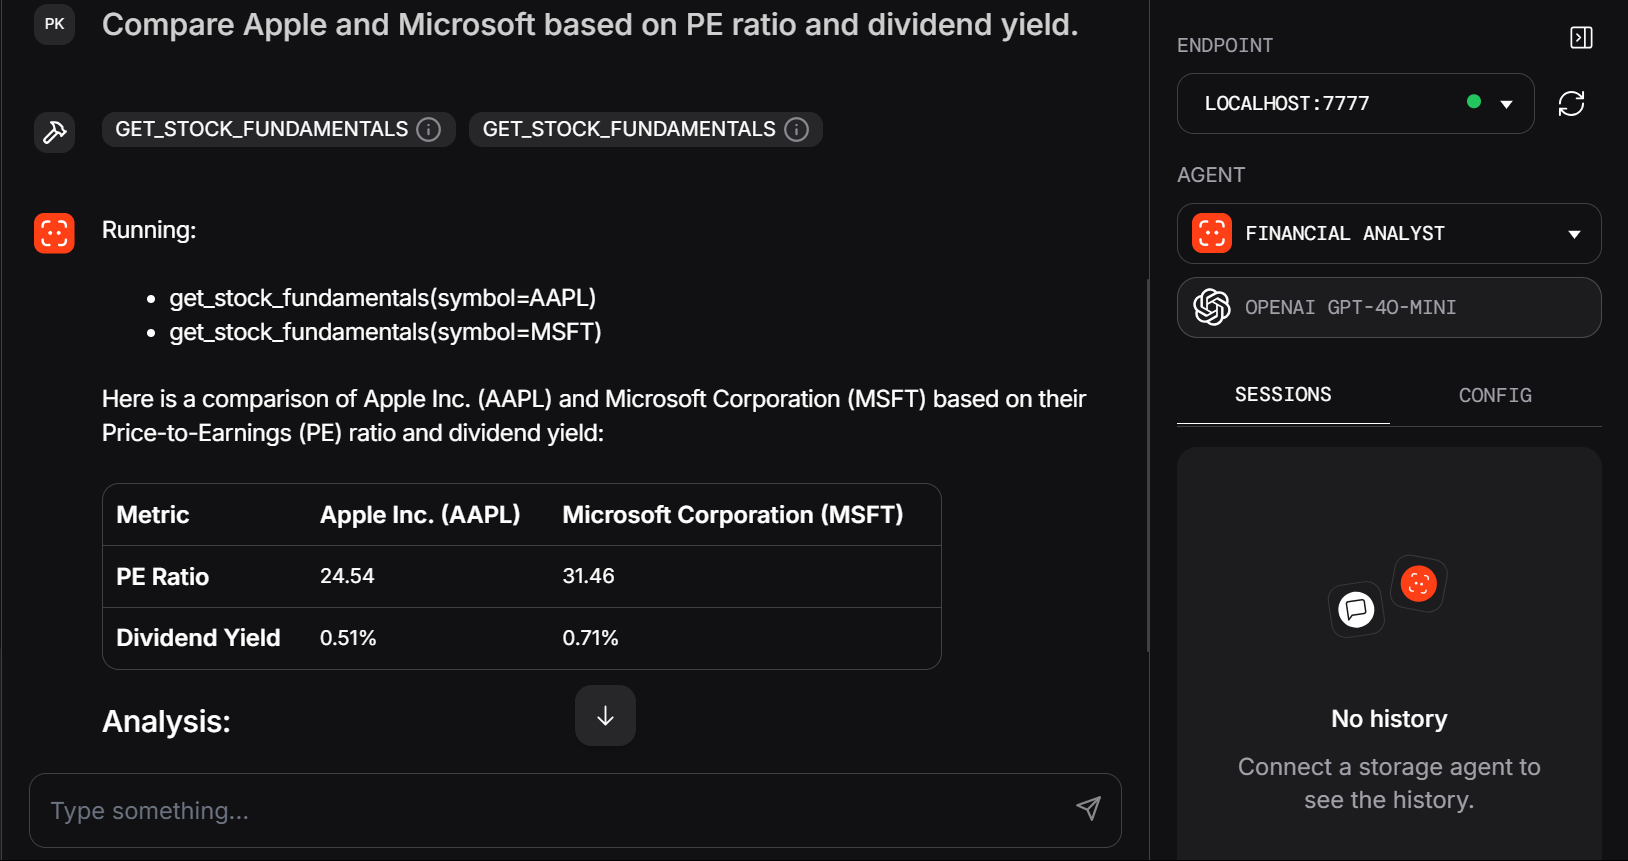 PK
Compare Apple and Microsoft based on PE ratio and dividend yield.
GET_STOCK_FUNDAMENTALS GET_STOCK_FUNDAMENTALS
Running:
• get_stock_fundamentals(symbol=AAPL)
• get_stock_fundamentals(symbol=MSFT)
Here is a comparison of Apple Inc. (AAPL) and Microsoft Corporation (MSFT) based on their
Price-to-Earnings (PE) ratio and dividend yield:
Metric Apple Inc. (AAPL) Microsoft Corporation (MSFT)
PE Ratio 24.54 31.46
Dividend Yield 0.51% 0.71%
Analysis:
Type something...
ENDPOINT
LOCALHOST:7777
AGENT
FINANCIAL ANALYST
OPENAI GPT-4O-MINI
SESSIONS CONFIG
No history
Connect a storage agent to
see the history.